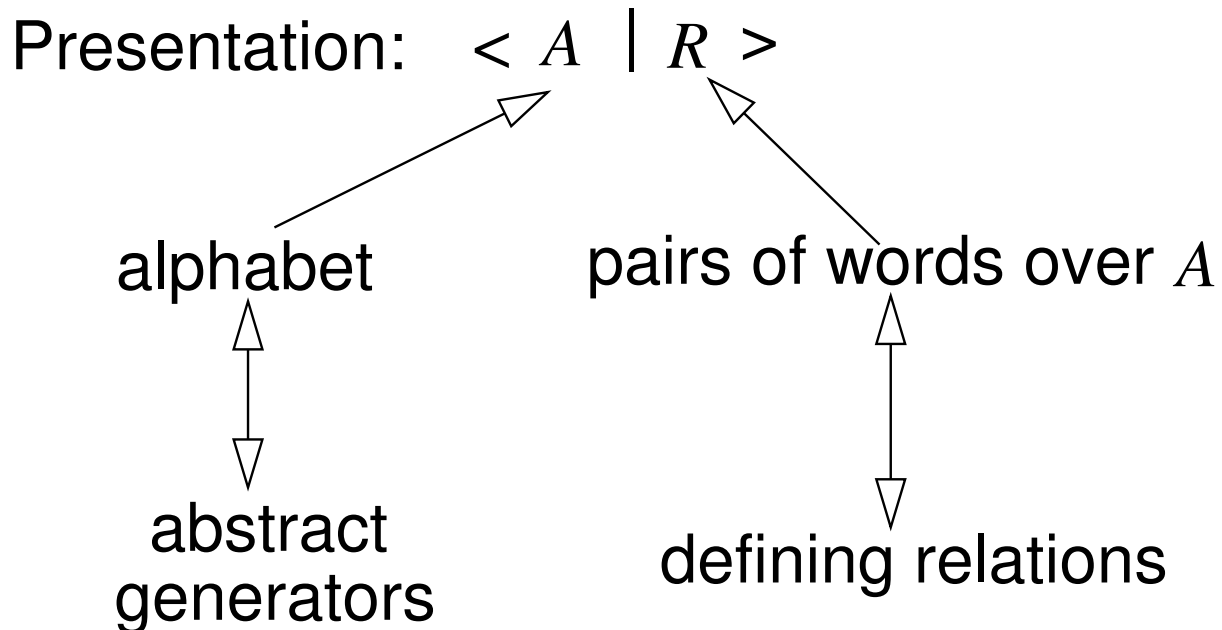 Presentation: < A | R >
alphabet
pairs of words over A
abstract
generators
defining relations